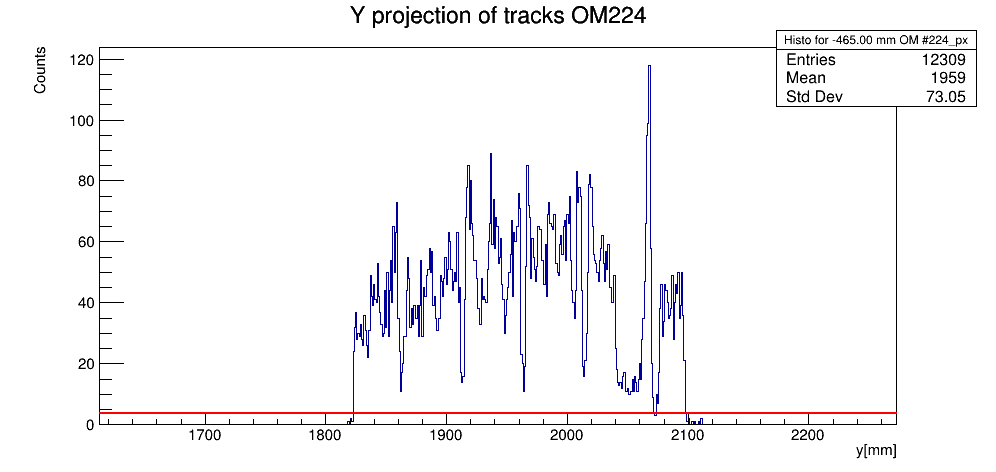 Y projection of tracks OM224
Histo for -465.00 mm OM #224_px
Entries 12309
Mean 1959
Std Dev 73.05
Counts
120
100
80
60
40
20
0
1700 1800 1900 2000 2100 2200
y[mm]